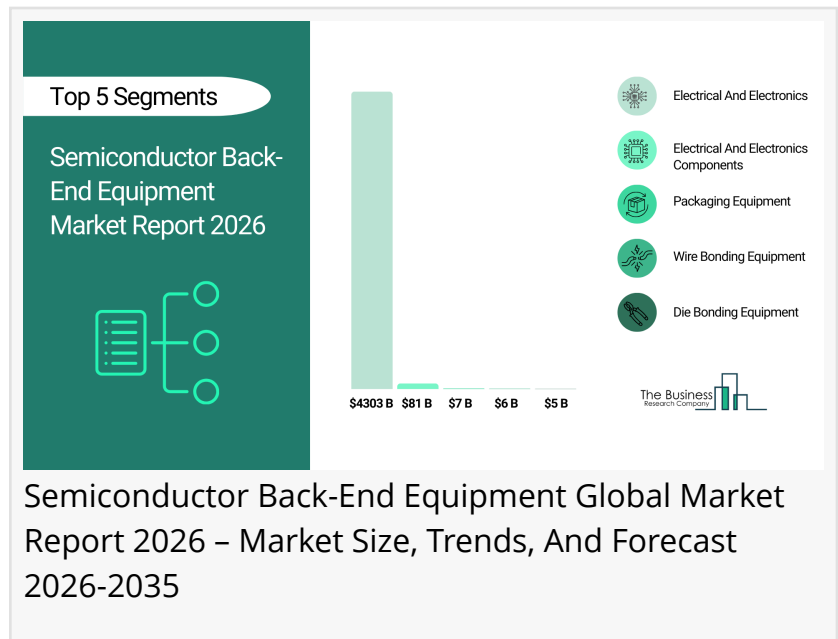 Top 5 Segments
Semiconductor Back-
End Equipment
Market Report 2026
$4303 B $81 B $7 B $6 B $5 B
Electrical And Electronics
Electrical And Electronics
Components
Packaging Equipment
Wire Bonding Equipment
Die Bonding Equipment
The Business
Research Company
Semiconductor Back-End Equipment Global Market
Report 2026 – Market Size, Trends, And Forecast
2026-2035